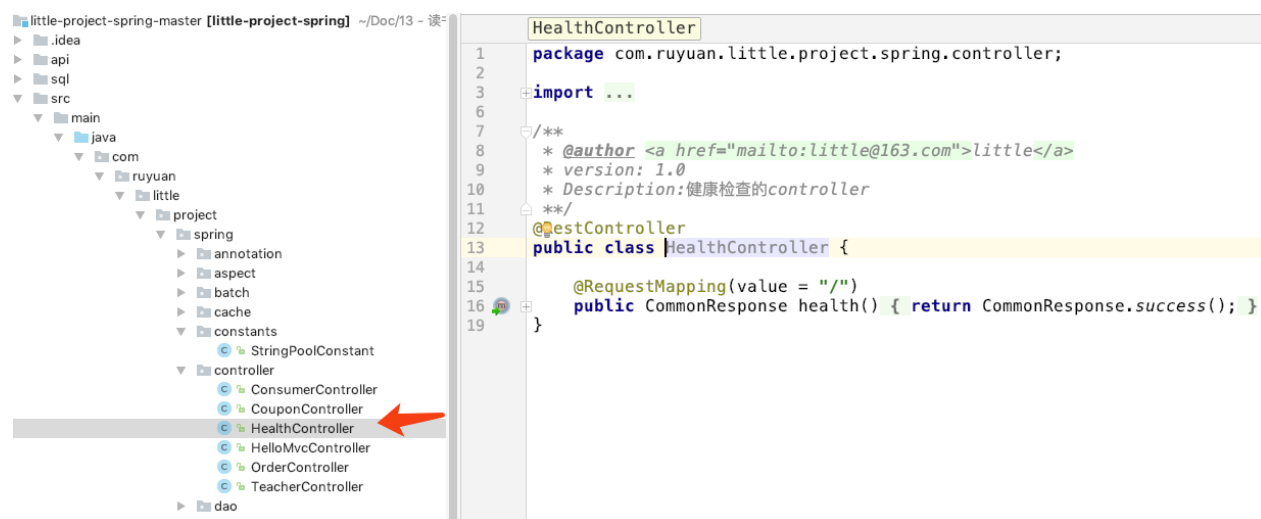 little-project-spring-master [little-project-spring] ~/Doc/13 - 读
.idea
api
sql
src
main
java
com
ruyuan
little
project
spring
annotation
aspect
batch
cache
constants
StringPoolConstant
controller
ConsumerController
CouponController
HealthController
HelloMvcController
OrderController
TeacherController
dao
HealthController
1 package com.ruyuan.little.project.spring.controller;
2
3 import ...
6
7 /**
8 * @author <a href="mailto:little@163.com">little</a>
9 * version: 1.0
10 * Description:健康检查的controller
11 **/
12 @RestController
13 public class HealthController {
14
15 @RequestMapping(value = "/")
16 public CommonResponse health() { return CommonResponse.success(); }
19 }